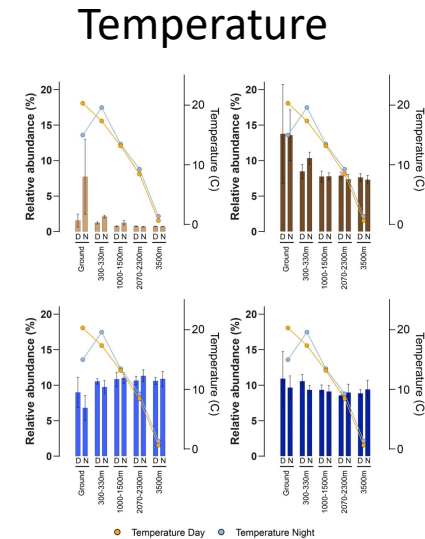 Temperature
20
15
10
5
0
Relative abundance (%)
D N D N D N D N D N
Ground
300-330m
1000-1500m
2070-2300m
3500m
20
10
0
Temperature (C)
20
15
10
5
0
Relative abundance (%)
D N D N D N D N D N
Ground
300-330m
1000-1500m
2070-2300m
3500m
20
10
0
Temperature (C)
20
15
10
5
0
Relative abundance (%)
D N D N D N D N D N
Ground
300-330m
1000-1500m
2070-2300m
3500m
20
10
0
Temperature (C)
20
15
10
5
0
Relative abundance (%)
D N D N D N D N D N
Ground
300-330m
1000-1500m
2070-2300m
3500m
20
10
0
Temperature (C)
Temperature Day Temperature Night